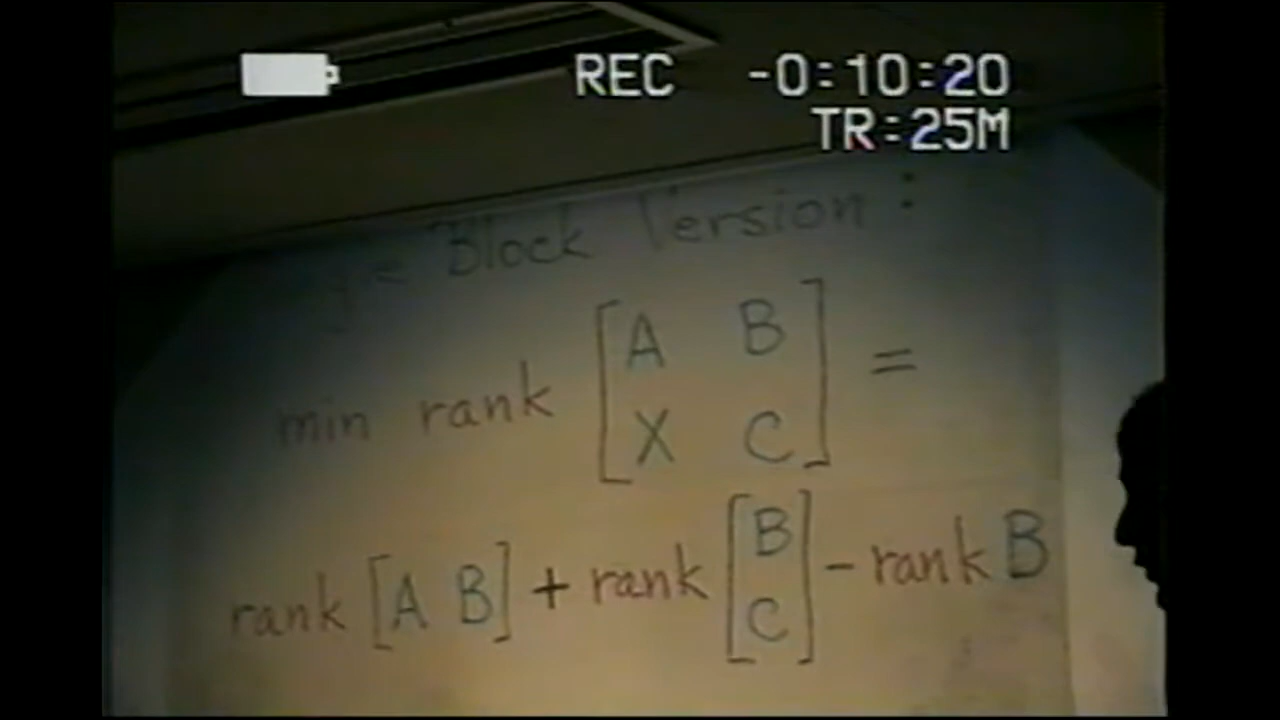 REC -0:10:20
TR:25M
Block Version:
min rank [A B
X C] =
rank [A B] + rank [B
C] - rank B